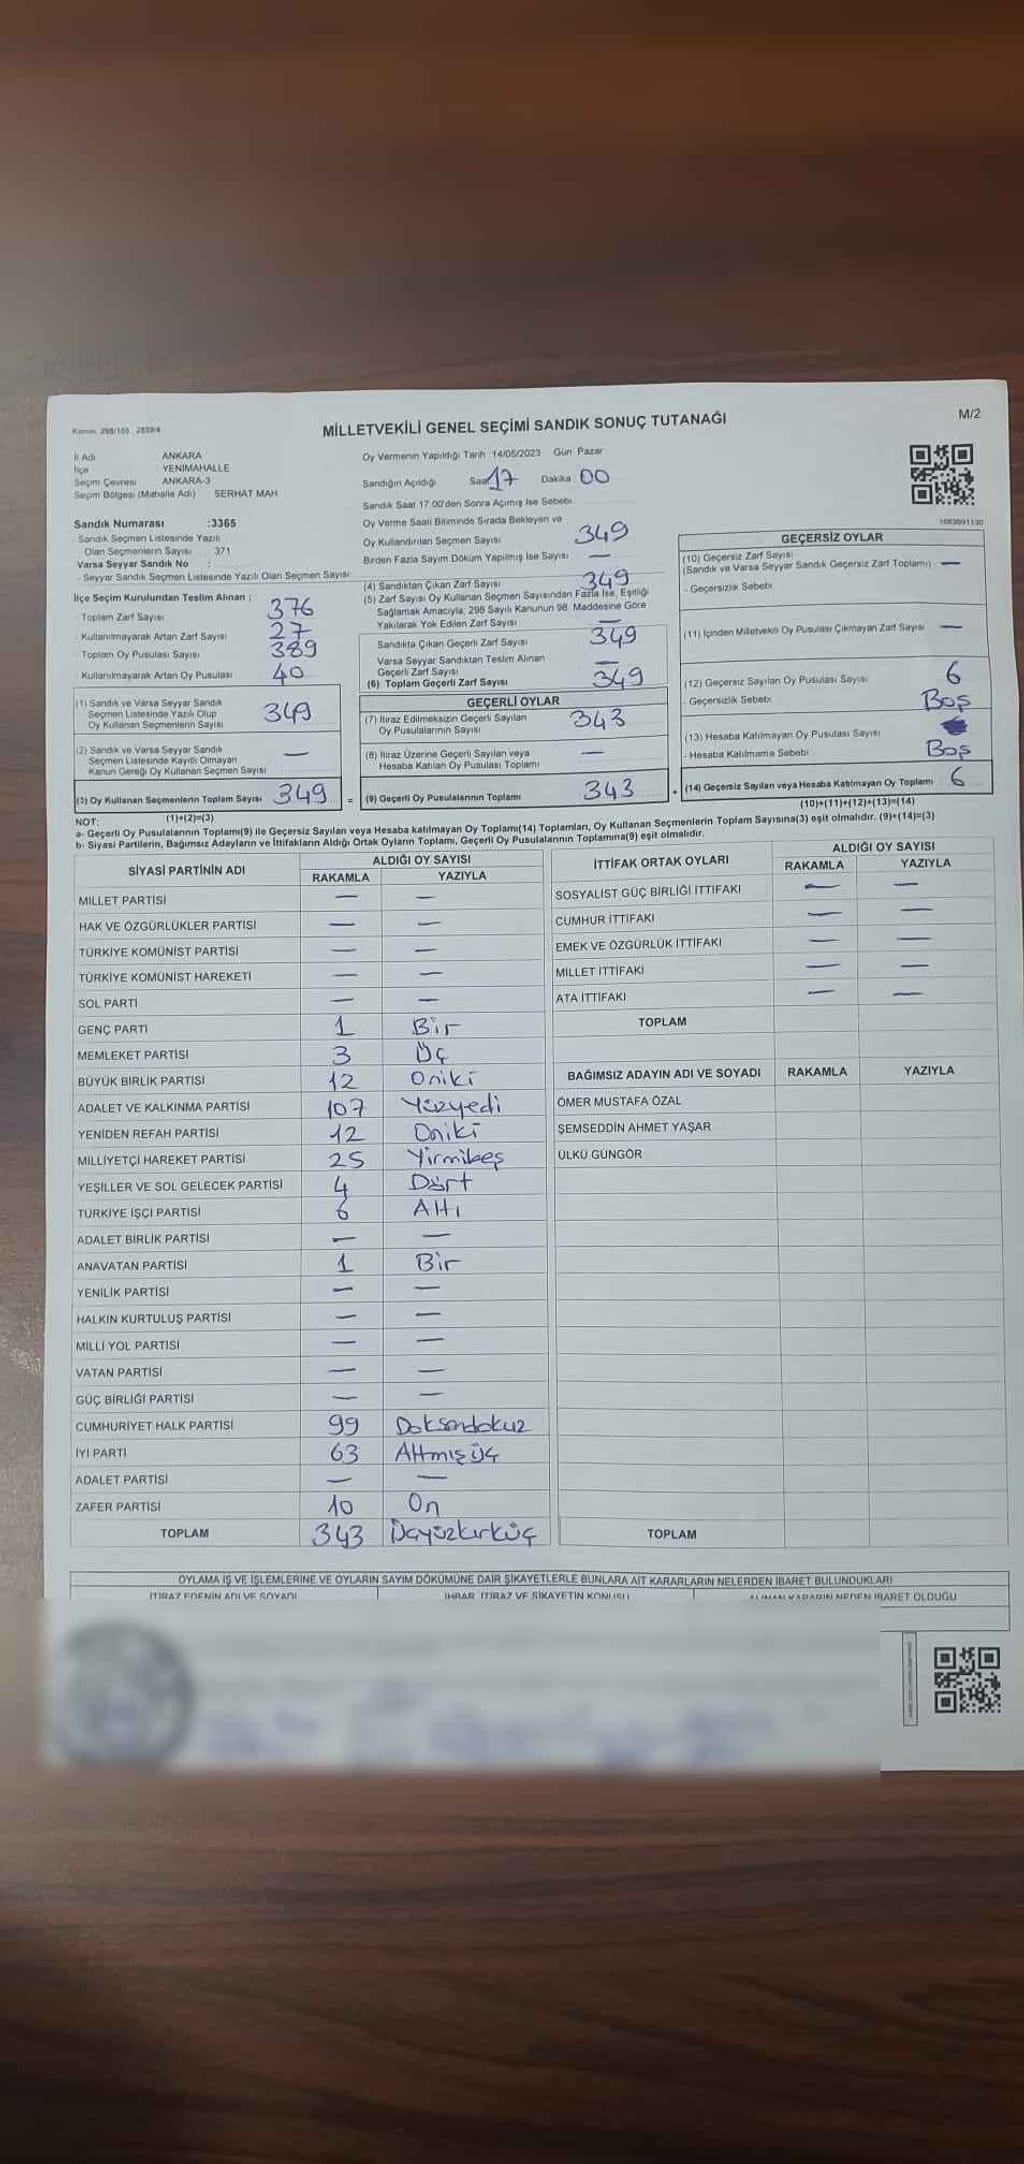 Kanun: 298/105 , 2839/4
MİLLETVEKİLİ GENEL SEÇİMİ SANDIK SONUÇ TUTANAĞI
M/2
İl Adı ANKARA
İlçe YENİMAHALLE
Seçim Çevresi ANKARA-3
Seçim Bölgesi (Mahalle Adı) SERHAT MAH.
Sandık Numarası :3365
- Sandık Seçmen Listesinde Yazılı
Olan Seçmenlerin Sayısı 371
Varsa Seyyar Sandık No :
- Seyyar Sandık Seçmen Listesinde Yazılı Olan Seçmen Sayısı
İlçe Seçim Kurulundan Teslim Alınan :
- Toplam Zarf Sayısı 376
- Kullanılmayarak Artan Zarf Sayısı 27
- Toplam Oy Pusulası Sayısı 389
- Kullanılmayarak Artan Oy Pusulası 40
(1) Sandık ve Varsa Seyyar Sandık
Seçmen Listesinde Yazılı Olup
Oy Kullanan Seçmenlerin Sayısı 349
(2) Sandık ve Varsa Seyyar Sandık
Seçmen Listesinde Kayıtlı Olmayan
Kanun Gereği Oy Kullanan Seçmen Sayısı —
(3) Oy Kullanan Seçmenlerin Toplam Sayısı 349 =
(1)+(2)=(3)
Oy Vermenin Yapıldığı Tarih :14/05/2023 Gün Pazar
Sandığın Açıldığı Saat 17 Dakika 00
Sandık Saat 17:00'den Sonra Açımış İse Sebebi
Oy Verme Saati Bitiminde Sırada Bekleyen ve
Oy Kullandırılan Seçmen Sayısı 349
Birden Fazla Sayım Döküm Yapılmış İse Sayısı —
(4) Sandıktan Çıkan Zarf Sayısı 349
(5) Zarf Sayısı Oy Kullanan Seçmen Sayısından Fazla İse, Eşitliği
Sağlamak Amacıyla; 298 Sayılı Kanunun 98. Maddesine Göre
Yakılarak Yok Edilen Zarf Sayısı —
Sandıkta Çıkan Geçerli Zarf Sayısı 349
Varsa Seyyar Sandıktan Teslim Alınan
Geçerli Zarf Sayısı —
(6) Toplam Geçerli Zarf Sayısı 349
GEÇERLİ OYLAR
(7) İtiraz Edilmeksizin Geçerli Sayılan
Oy Pusulalarının Sayısı 343
(8) İtiraz Üzerine Geçerli Sayılan veya
Hesaba Katılan Oy Pusulası Toplamı —
(9) Geçerli Oy Pusulalarının Toplamı 343 +
1083691130
GEÇERSİZ OYLAR
(10) Geçersiz Zarf Sayısı
(Sandık ve Varsa Seyyar Sandık Geçersiz Zarf Toplamı) —
- Geçersizlik Sebebi
(11) İçinden Milletvekili Oy Pusulası Çıkmayan Zarf Sayısı —
(12) Geçersiz Sayılan Oy Pusulası Sayısı 6
- Geçersizlik Sebebi Boş
(13) Hesaba Katılmayan Oy Pusulası Sayısı
- Hesaba Katılmama Sebebi Boş
(14) Geçersiz Sayılan veya Hesaba Katılmayan Oy Toplamı 6
(10)+(11)+(12)+(13)=(14)
NOT:
a- Geçerli Oy Pusulalarının Toplamı(9) ile Geçersiz Sayılan veya Hesaba katılmayan Oy Toplamı(14) Toplamları, Oy Kullanan Seçmenlerin Toplam Sayısına(3) eşit olmalıdır. (9)+(14)=(3)
b- Siyasi Partilerin, Bağımsız Adayların ve İttifakların Aldığı Ortak Oyların Toplamı, Geçerli Oy Pusulalarının Toplamına(9) eşit olmalıdır.
SİYASİ PARTİNİN ADI ALDIĞI OY SAYISI
RAKAMLA YAZIYLA
MİLLET PARTİSİ — —
HAK VE ÖZGÜRLÜKLER PARTİSİ — —
TÜRKİYE KOMÜNİST PARTİSİ — —
TÜRKİYE KOMÜNİST HAREKETİ — —
SOL PARTİ — —
GENÇ PARTİ 1 Bir
MEMLEKET PARTİSİ 3 Üç
BÜYÜK BİRLİK PARTİSİ 12 Oniki
ADALET VE KALKINMA PARTİSİ 107 Yüzyedi
YENİDEN REFAH PARTİSİ 12 Oniki
MİLLİYETÇİ HAREKET PARTİSİ 25 Yirmibeş
YEŞİLLER VE SOL GELECEK PARTİSİ 4 Dört
TÜRKİYE İŞÇİ PARTİSİ 6 Altı
ADALET BİRLİK PARTİSİ — —
ANAVATAN PARTİSİ 1 Bir
YENİLİK PARTİSİ — —
HALKIN KURTULUŞ PARTİSİ — —
MİLLİ YOL PARTİSİ — —
VATAN PARTİSİ — —
GÜÇ BİRLİĞİ PARTİSİ — —
CUMHURİYET HALK PARTİSİ 99 Doksandokuz
İYİ PARTİ 63 Altmışüç
ADALET PARTİSİ — —
ZAFER PARTİSİ 10 On
TOPLAM 343 Üçyüzkırküç
İTTİFAK ORTAK OYLARI ALDIĞI OY SAYISI
RAKAMLA YAZIYLA
SOSYALİST GÜÇ BİRLİĞİ İTTİFAKI — —
CUMHUR İTTİFAKI — —
EMEK VE ÖZGÜRLÜK İTTİFAKI — —
MİLLET İTTİFAKI — —
ATA İTTİFAKI — —
TOPLAM
BAĞIMSIZ ADAYIN ADI VE SOYADI RAKAMLA YAZIYLA
ÖMER MUSTAFA ÖZAL
ŞEMSEDDİN AHMET YAŞAR
ÜLKÜ GÜNGÖR
TOPLAM
OYLAMA İŞ VE İŞLEMLERİNE VE OYLARIN SAYIM DÖKÜMÜNE DAİR ŞİKAYETLERLE BUNLARA AİT KARARLARIN NELERDEN İBARET BULUNDUKLARI
İTİRAZ EDENİN ADI VE SOYADI İHBAR, İTİRAZ VE ŞİKAYETİN KONUSU ALINAN KARARIN NEDEN İBARET OLDUĞU